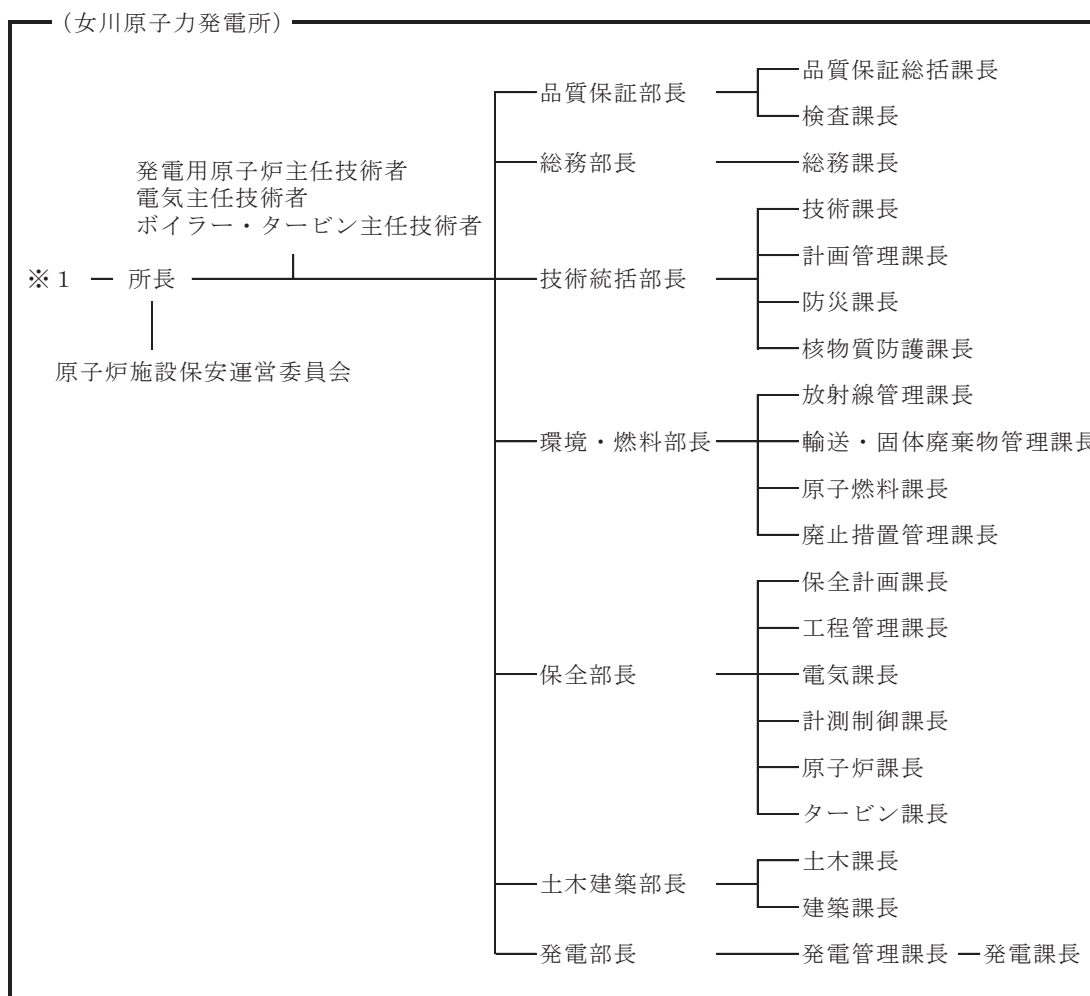 (女川原子力発電所)
発電用原子炉主任技術者
電気主任技術者
ボイラー・タービン主任技術者
※1
所長
原子炉施設保安運営委員会
品質保証部長
品質保証総括課長
検査課長
総務部長
総務課長
技術統括部長
技術課長
計画管理課長
防災課長
核物質防護課長
環境・燃料部長
放射線管理課長
輸送・固体廃棄物管理課長
原子燃料課長
廃止措置管理課長
保全部長
保全計画課長
工程管理課長
電気課長
計測制御課長
原子炉課長
タービン課長
土木建築部長
土木課長
建築課長
発電部長
発電管理課長
発電課長